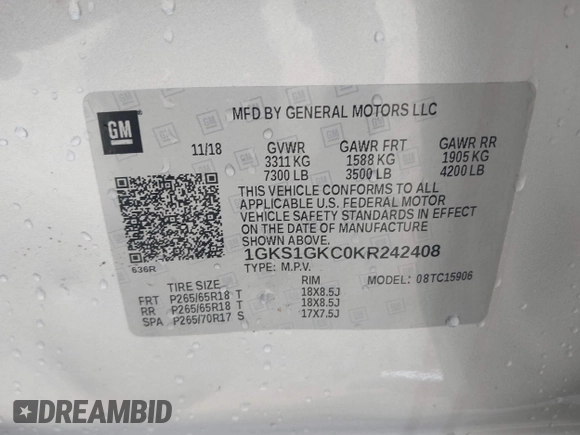 GM
MFD BY GENERAL MOTORS LLC
11/18 GVWR GAWR FRT GAWR RR
3311 KG 1588 KG 1905 KG
7300 LB 3500 LB 4200 LB
THIS VEHICLE CONFORMS TO ALL
APPLICABLE U.S. FEDERAL MOTOR
VEHICLE SAFETY STANDARDS IN EFFECT
ON THE DATE OF MANUFACTURE
SHOWN ABOVE.
1GKS1GKC0KR242408
636R
TYPE: M.P.V. MODEL: 08TC15906
TIRE SIZE RIM
FRT P265/65R18 T 18X8.5J
RR P265/65R18 T 18X8.5J
SPA P265/70R17 S 17X7.5J
DREAMBID